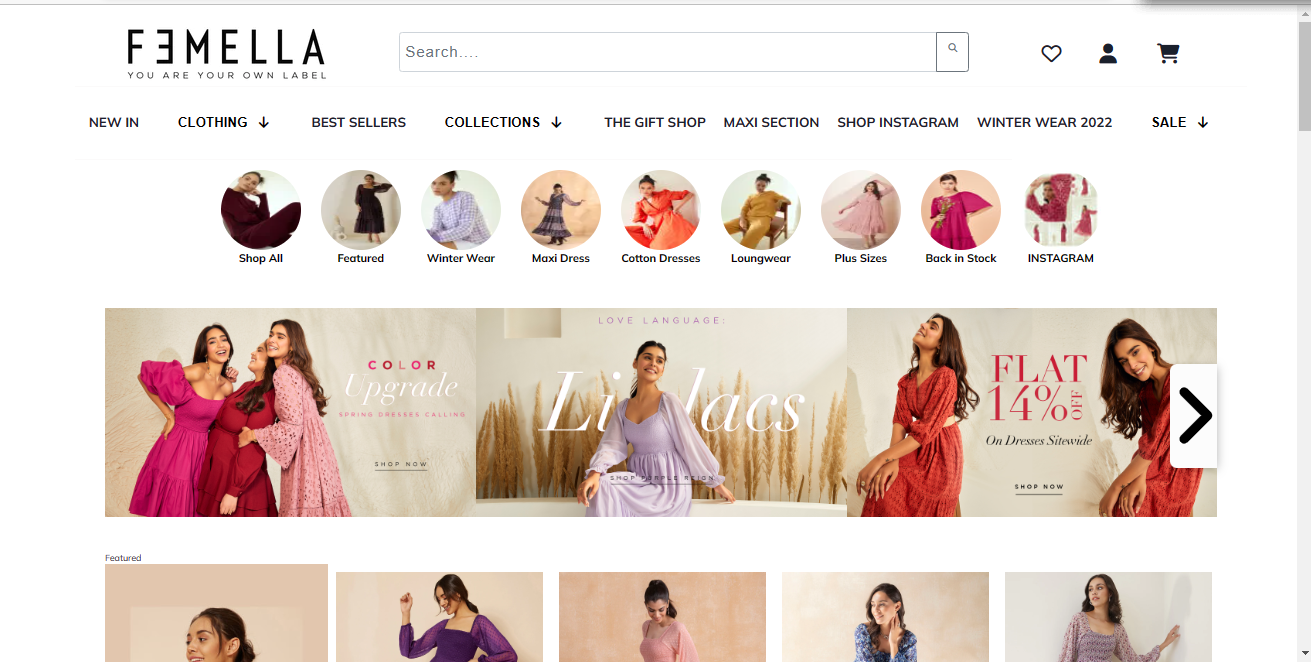 FƎMELLA
YOU ARE YOUR OWN LABEL
Search....
NEW IN CLOTHING ↓ BEST SELLERS COLLECTIONS ↓ THE GIFT SHOP MAXI SECTION SHOP INSTAGRAM WINTER WEAR 2022 SALE ↓
Shop All Featured Winter Wear Maxi Dress Cotton Dresses Loungwear Plus Sizes Back in Stock INSTAGRAM
COLOR
Upgrade
SPRING DRESSES CALLING
SHOP NOW
LOVE LANGUAGE:
Li lacs
SHOP PURPLE REIGN
FLAT
14% OFF
On Dresses Sitewide
SHOP NOW
Featured